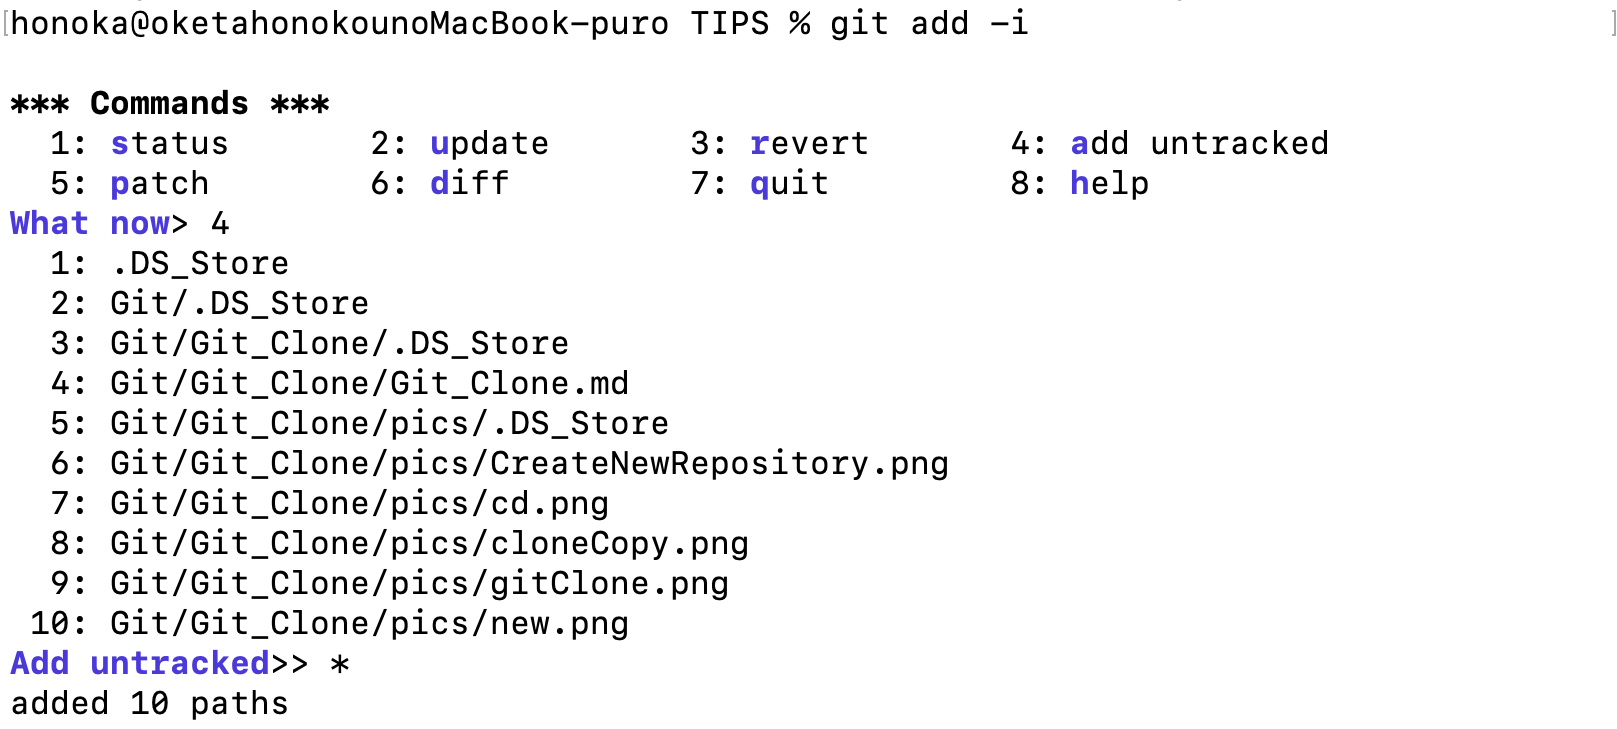 [honoka@oketahonokounoMacBook-puro TIPS % git add -i ]
*** Commands ***
1: status 2: update 3: revert 4: add untracked
5: patch 6: diff 7: quit 8: help
What now> 4
1: .DS_Store
2: Git/.DS_Store
3: Git/Git_Clone/.DS_Store
4: Git/Git_Clone/Git_Clone.md
5: Git/Git_Clone/pics/.DS_Store
6: Git/Git_Clone/pics/CreateNewRepository.png
7: Git/Git_Clone/pics/cd.png
8: Git/Git_Clone/pics/cloneCopy.png
9: Git/Git_Clone/pics/gitClone.png
10: Git/Git_Clone/pics/new.png
Add untracked>> *
added 10 paths